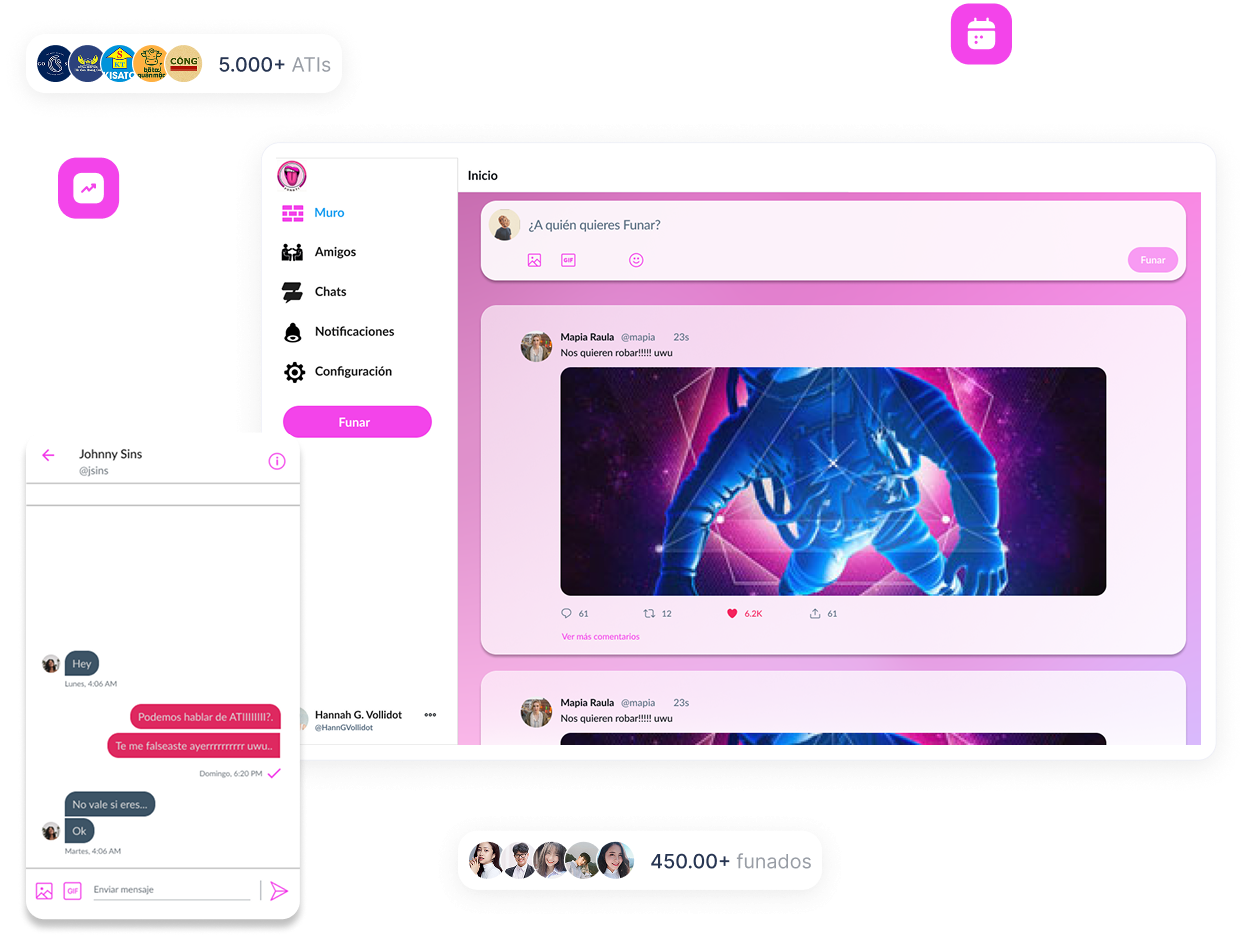 5.000+ ATIs
CÔNG
Inicio
Muro
Amigos
Chats
Notificaciones
Configuración
Funar
¿A quién quieres Funar?
GIF
Funar
Mapia Raula @mapia 23s
Nos quieren robar!!!!! uwu
61 12 6.2K 61
Ver más comentarios
Mapia Raula @mapia 23s
Nos quieren robar!!!!! uwu
Hannah G. Vollidot
@HannGVollidot
Johnny Sins
@jsins
Hey
Lunes, 4:06 AM
Podemos hablar de ATIIIIIIII?.
Te me falseaste ayerrrrrrrrrr uwu..
Domingo, 6:20 PM
No vale si eres...
Ok
Martes, 4:06 AM
GIF
Enviar mensaje
450.00+ funados